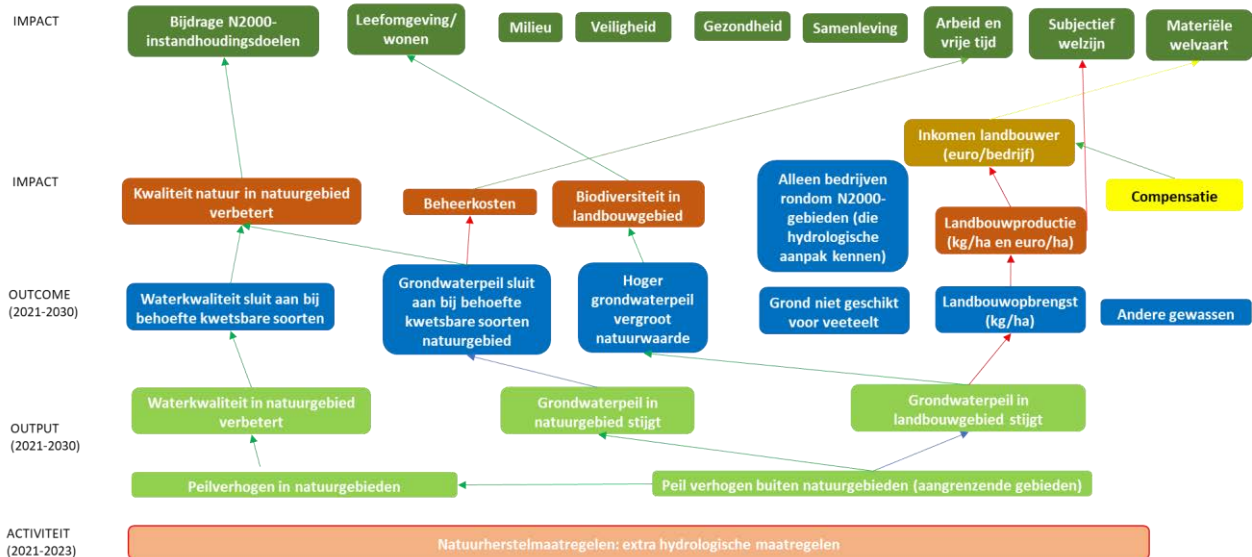 IMPACT
Bijdrage N2000-
instandhoudingsdoelen
Leefomgeving/
wonen
Milieu
Veiligheid
Gezondheid
Samenleving
Arbeid en
vrije tijd
Subjectief
welzijn
Materiële
welvaart
IMPACT
Inkomen landbouwer
(euro/bedrijf)
Kwaliteit natuur in natuurgebied
verbetert
Beheerkosten
Biodiversiteit in
landbouwgebied
Alleen bedrijven
rondom N2000-
gebieden (die
hydrologische
aanpak kennen)
Landbouwproductie
(kg/ha en euro/ha)
Compensatie
OUTCOME
(2021-2030)
Waterkwaliteit sluit aan bij
behoefte kwetsbare soorten
Grondwaterpeil sluit
aan bij behoefte
kwetsbare soorten
natuurgebied
Hoger
grondwaterpeil
vergroot
natuurwaarde
Grond niet geschikt
voor veeteelt
Landbouwopbrengst
(kg/ha)
Andere gewassen
OUTPUT
(2021-2030)
Waterkwaliteit in natuurgebied
verbetert
Grondwaterpeil in
natuurgebied stijgt
Grondwaterpeil in
landbouwgebied stijgt
Peilverhogen in natuurgebieden
Peil verhogen buiten natuurgebieden (aangrenzende gebieden)
ACTIVITEIT
(2021-2023)
Natuurherstelmaatregelen: extra hydrologische maatregelen